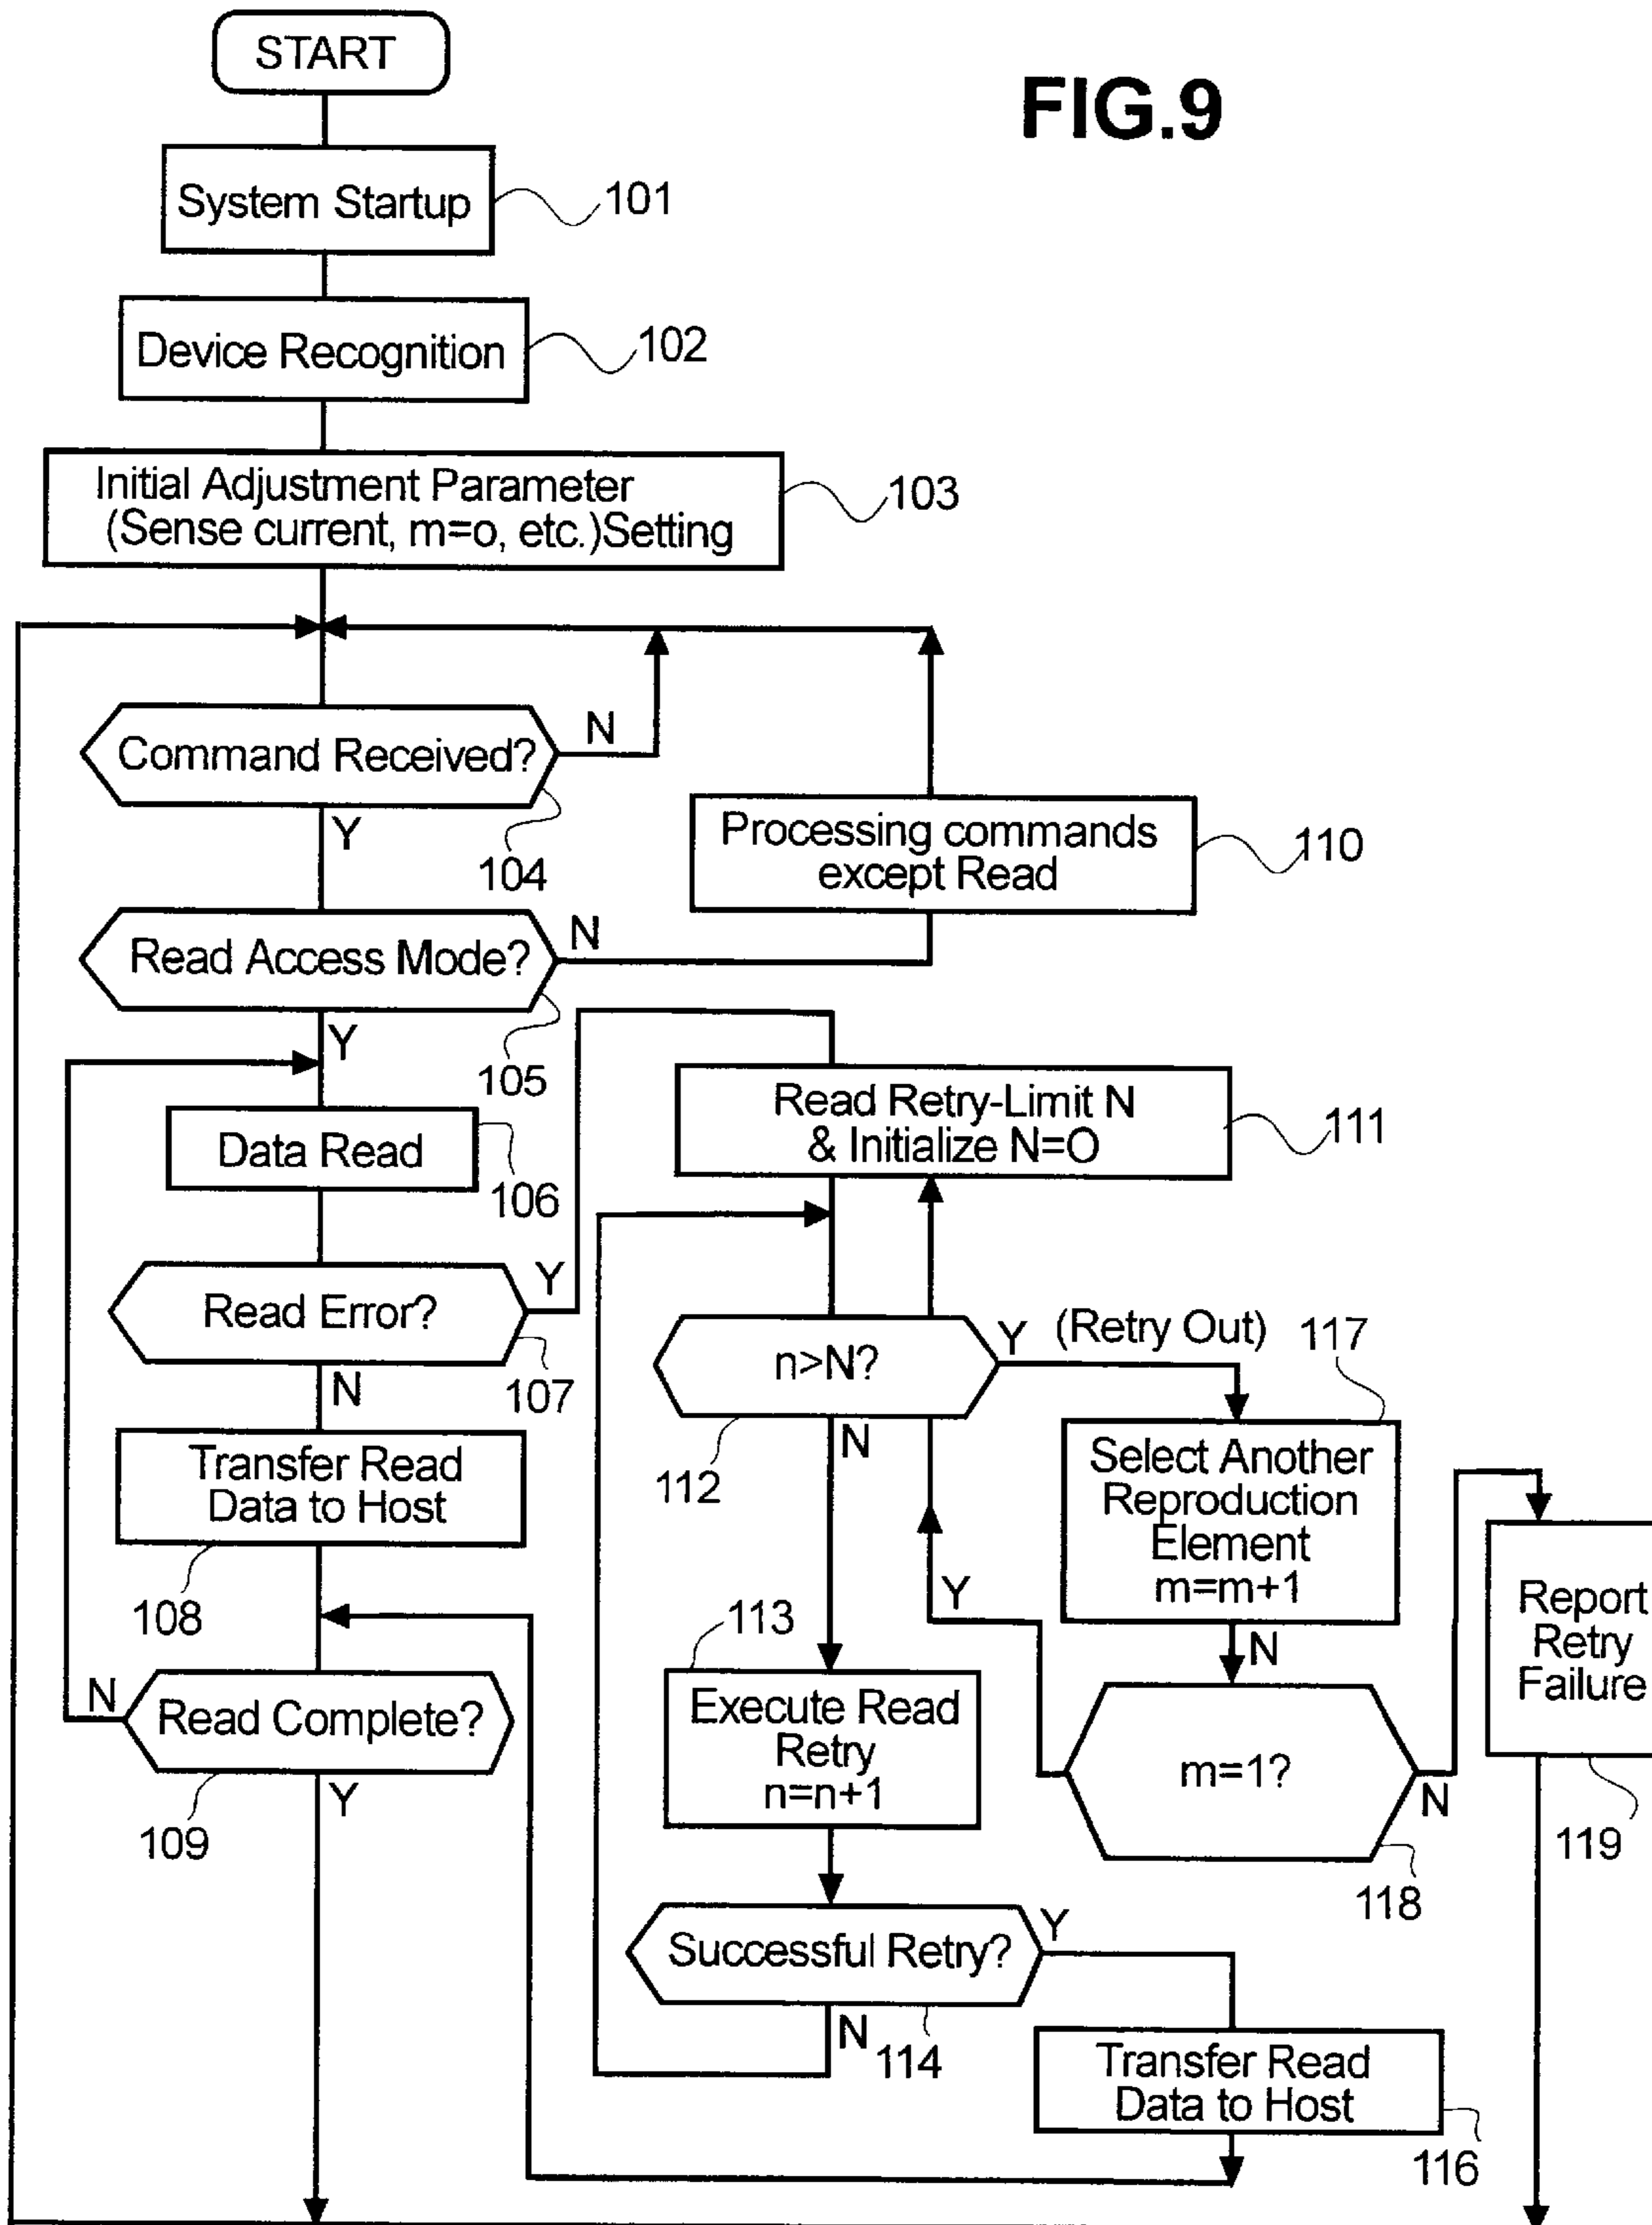 START
FIG.9
System Startup
101
Device Recognition
102
Initial Adjustment Parameter
(Sense current, m=o, etc.)Setting
103
Command Received?
N
Y
104
Processing commands
except Read
110
Read Access Mode?
N
Y
105
Data Read
106
Read Retry-Limit N
& Initialize N=O
111
Read Error?
Y
N
107
n>N?
Y
(Retry Out)
N
112
117
Select Another
Reproduction
Element
m=m+1
N
Transfer Read
Data to Host
108
Report
Retry
Failure
119
Y
113
Execute Read
Retry
n=n+1
m=1?
N
118
N
Read Complete?
Y
109
Successful Retry?
Y
N
114
Transfer Read
Data to Host
116